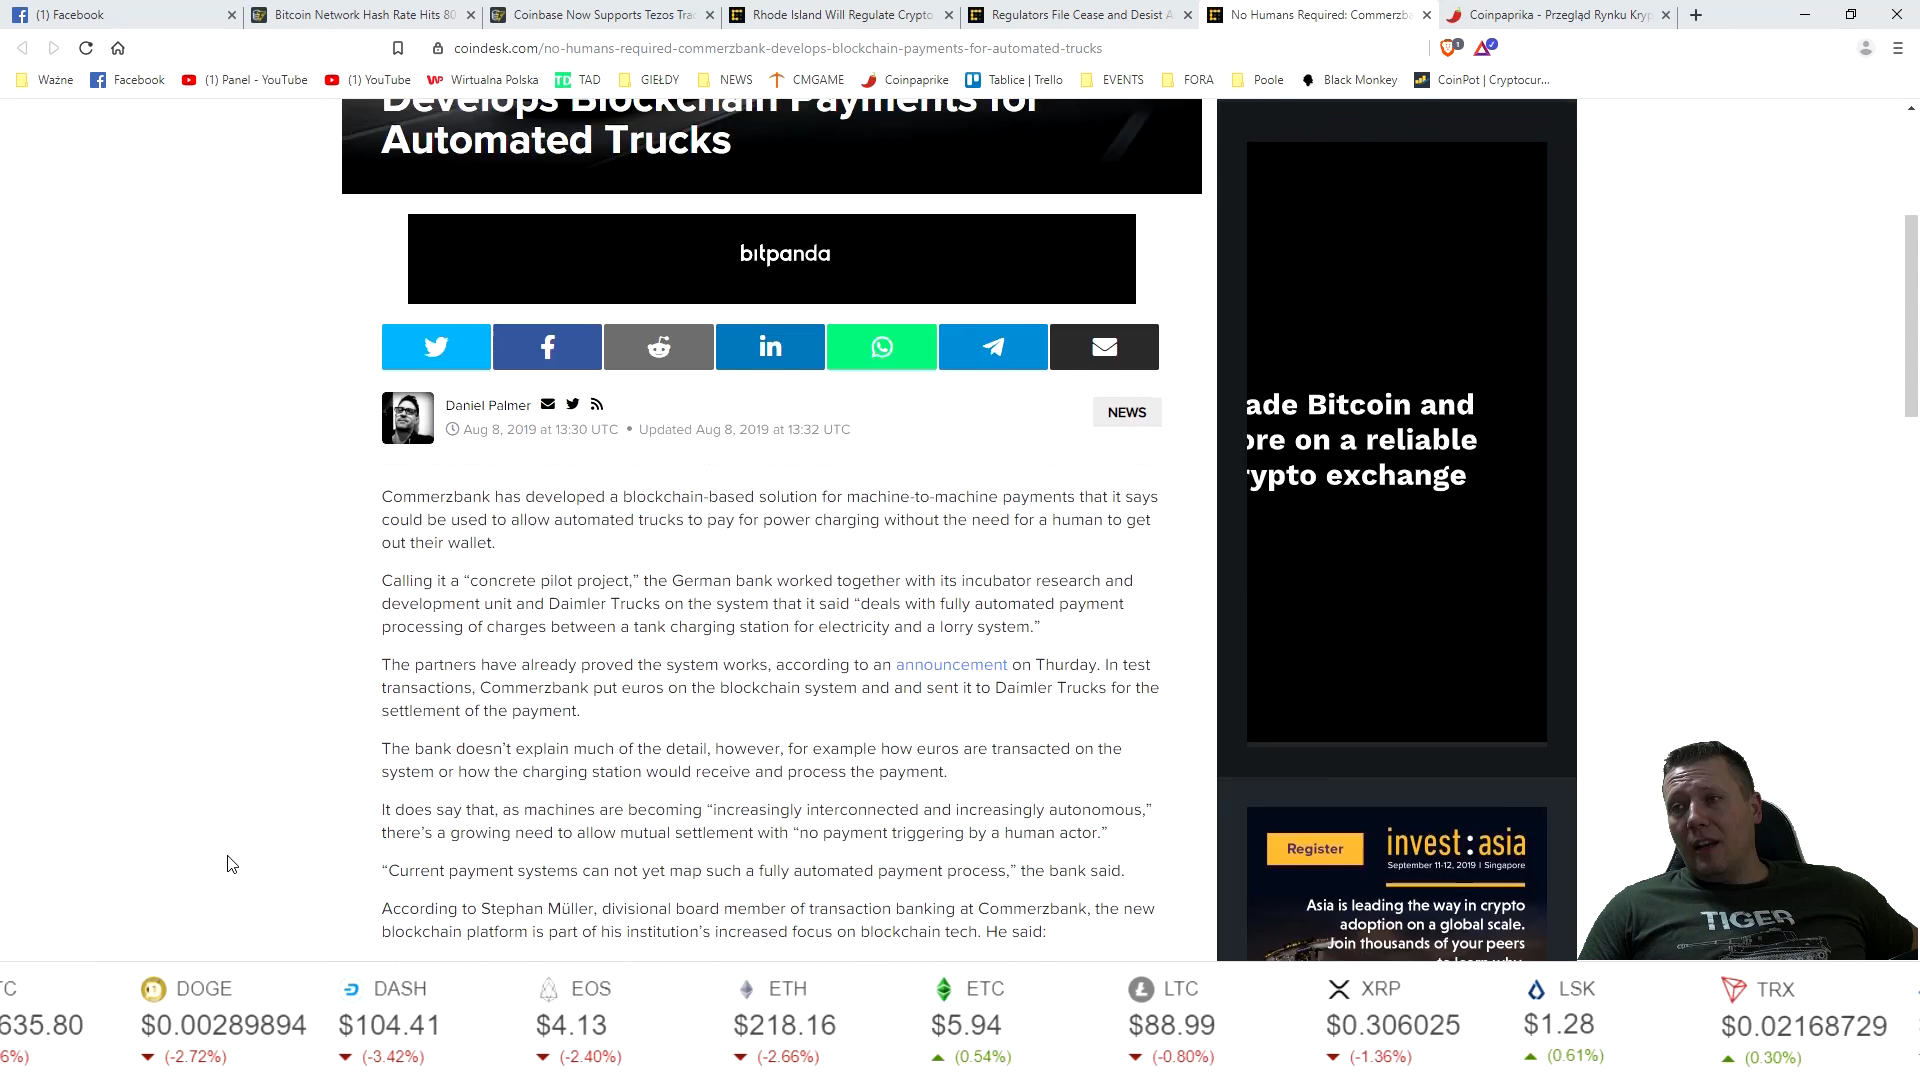 (1) Facebook
Bitcoin Network Hash Rate Hits 80
Coinbase Now Supports Tezos Trac
Rhode Island Will Regulate Crypto
Regulators File Cease and Desist A
No Humans Required: Commerzba
Coinpaprika - Przegląd Rynku Kryp
coindesk.com/no-humans-required-commerzbank-develops-blockchain-payments-for-automated-trucks
1
Ważne
Facebook
(1) Panel - YouTube
(1) YouTube
WP Wirtualna Polska
TD TAD
GIEŁDY
NEWS
CMGAME
Coinpaprike
Tablice | Trello
EVENTS
FORA
Poole
Black Monkey
CoinPot | Cryptocur...
Develops Blockchain Payments for
Automated Trucks
bitpanda
Daniel Palmer
Aug 8, 2019 at 13:30 UTC • Updated Aug 8, 2019 at 13:32 UTC
NEWS
Commerzbank has developed a blockchain-based solution for machine-to-machine payments that it says
could be used to allow automated trucks to pay for power charging without the need for a human to get
out their wallet.
Calling it a “concrete pilot project,” the German bank worked together with its incubator research and
development unit and Daimler Trucks on the system that it said “deals with fully automated payment
processing of charges between a tank charging station for electricity and a lorry system.”
The partners have already proved the system works, according to an announcement on Thurday. In test
transactions, Commerzbank put euros on the blockchain system and and sent it to Daimler Trucks for the
settlement of the payment.
The bank doesn’t explain much of the detail, however, for example how euros are transacted on the
system or how the charging station would receive and process the payment.
It does say that, as machines are becoming “increasingly interconnected and increasingly autonomous,”
there’s a growing need to allow mutual settlement with “no payment triggering by a human actor.”
“Current payment systems can not yet map such a fully automated payment process,” the bank said.
According to Stephan Müller, divisional board member of transaction banking at Commerzbank, the new
blockchain platform is part of his institution’s increased focus on blockchain tech. He said:
ade Bitcoin and
ore on a reliable
rypto exchange
Register
invest:asia
September 11-12, 2019 | Singapore
Asia is leading the way in crypto
adoption on a global scale.
Join thousands of your peers
to learn why.
TIGER
TC
635.80
6%)
DOGE
$0.00289894
(-2.72%)
DASH
$104.41
(-3.42%)
EOS
$4.13
(-2.40%)
ETH
$218.16
(-2.66%)
ETC
$5.94
(0.54%)
LTC
$88.99
(-0.80%)
XRP
$0.306025
(-1.36%)
LSK
$1.28
(0.61%)
TRX
$0.02168729
(0.30%)